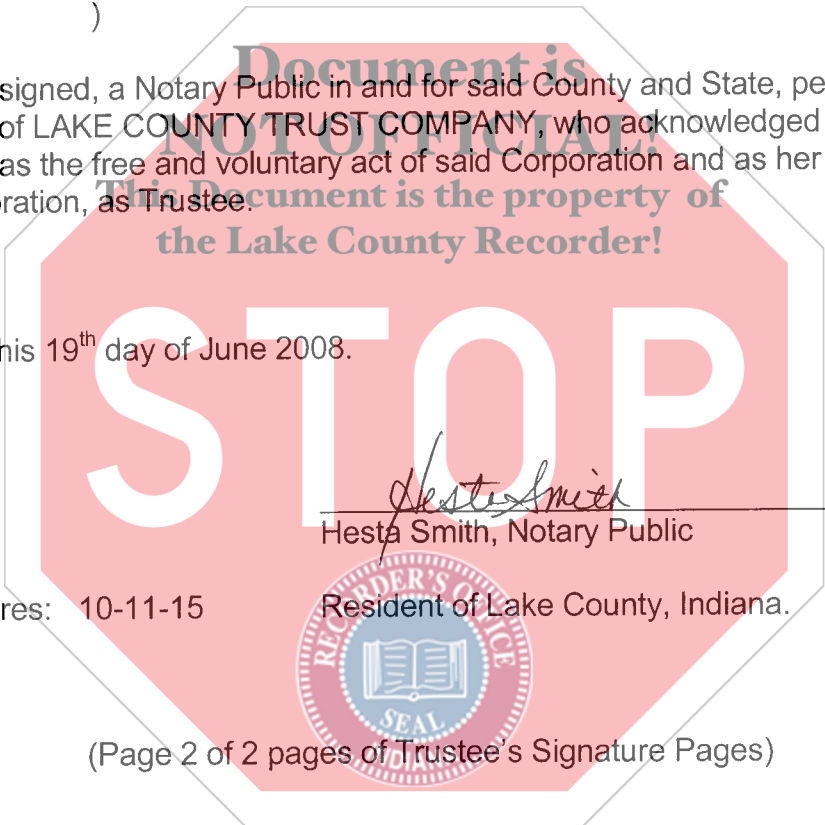 )
Document is
signed, a Notary Public in and for said County and State, pe
NOT OFFICIAL!
of LAKE COUNTY TRUST COMPANY, who acknowledged
as the free and voluntary act of said Corporation and as her
This Document is the property of
ration, as Trustee.
the Lake County Recorder!
STOP
his 19th day of June 2008.
Hesta Smith
Hesta Smith, Notary Public
res: 10-11-15
Resident of Lake County, Indiana.
RECORDER'S OFFICE
SEAL
INDIANA
(Page 2 of 2 pages of Trustee's Signature Pages)